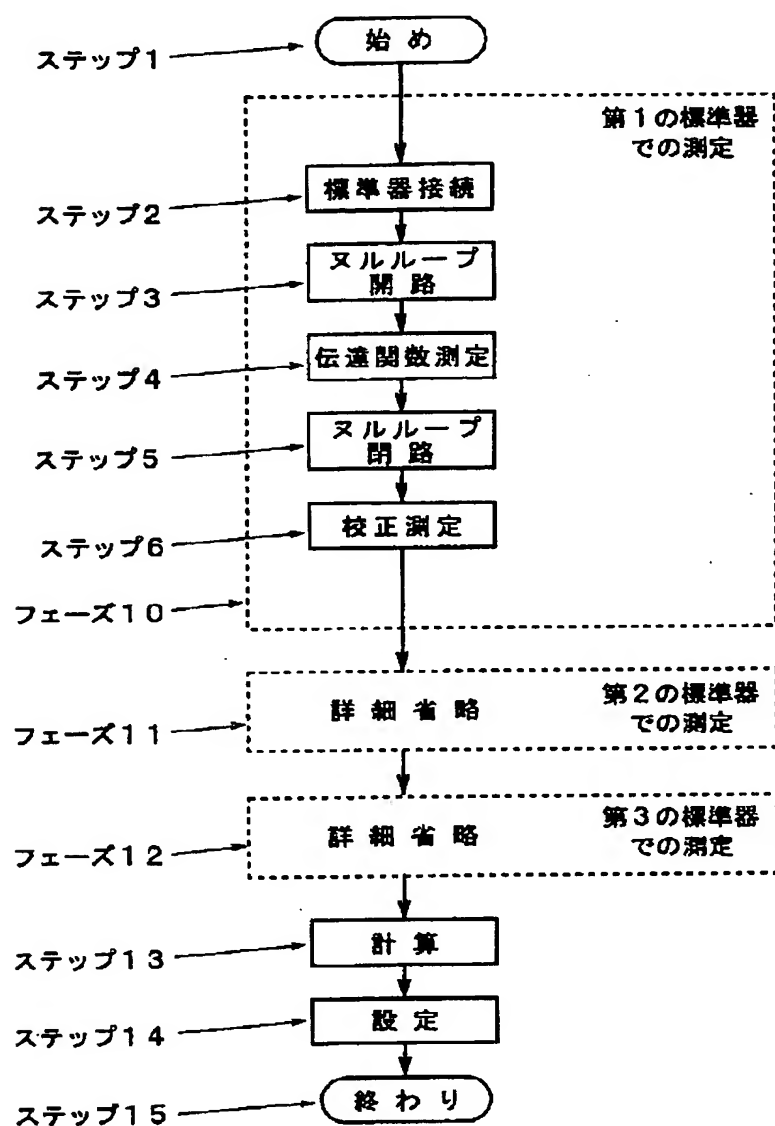 始め
ステップ1
第1の標準器
での測定
標準器接続
ステップ2
ヌルループ
開路
ステップ3
伝達関数測定
ステップ4
ヌルループ
閉路
ステップ5
校正測定
ステップ6
フェーズ10
詳細省略
第2の標準器
での測定
フェーズ11
詳細省略
第3の標準器
での測定
フェーズ12
計算
ステップ13
設定
ステップ14
終わり
ステップ15